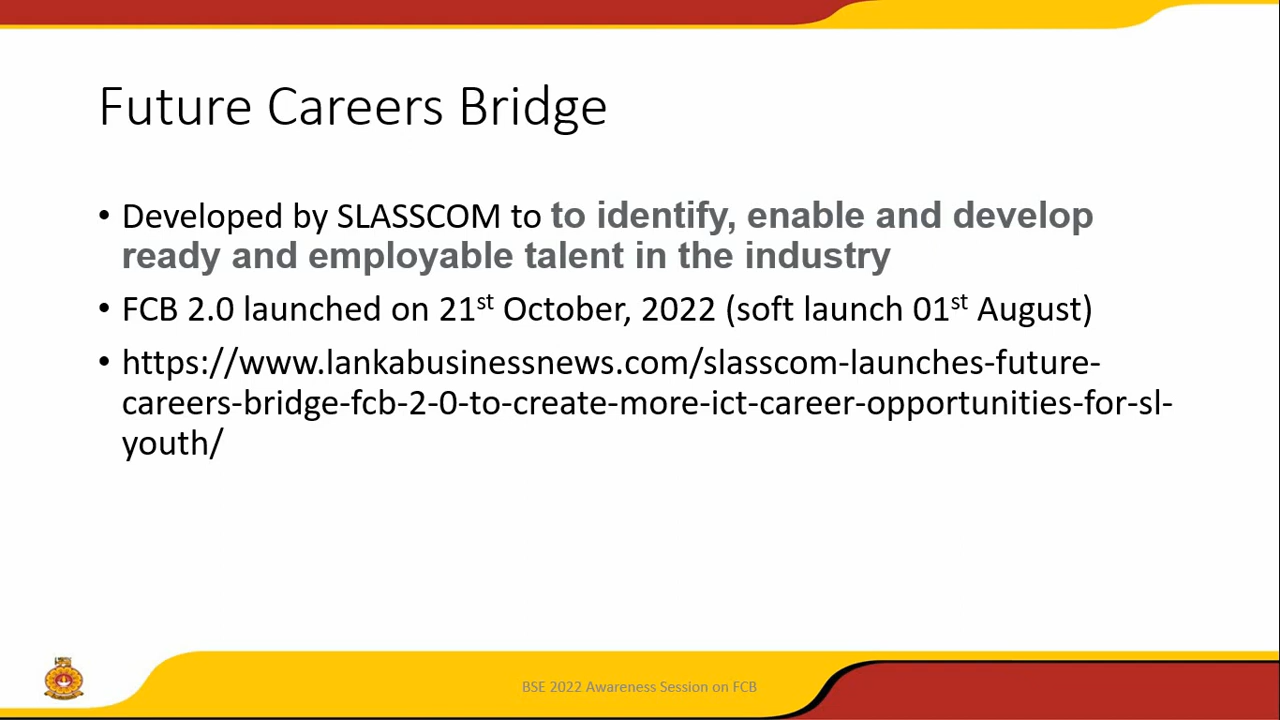 Future Careers Bridge
• Developed by SLASSCOM to to identify, enable and develop
ready and employable talent in the industry
• FCB 2.0 launched on 21st October, 2022 (soft launch 01st August)
• https://www.lankabusinessnews.com/slasscom-launches-future-
careers-bridge-fcb-2-0-to-create-more-ict-career-opportunities-for-sl-
youth/
BSE 2022 Awareness Session on FCB